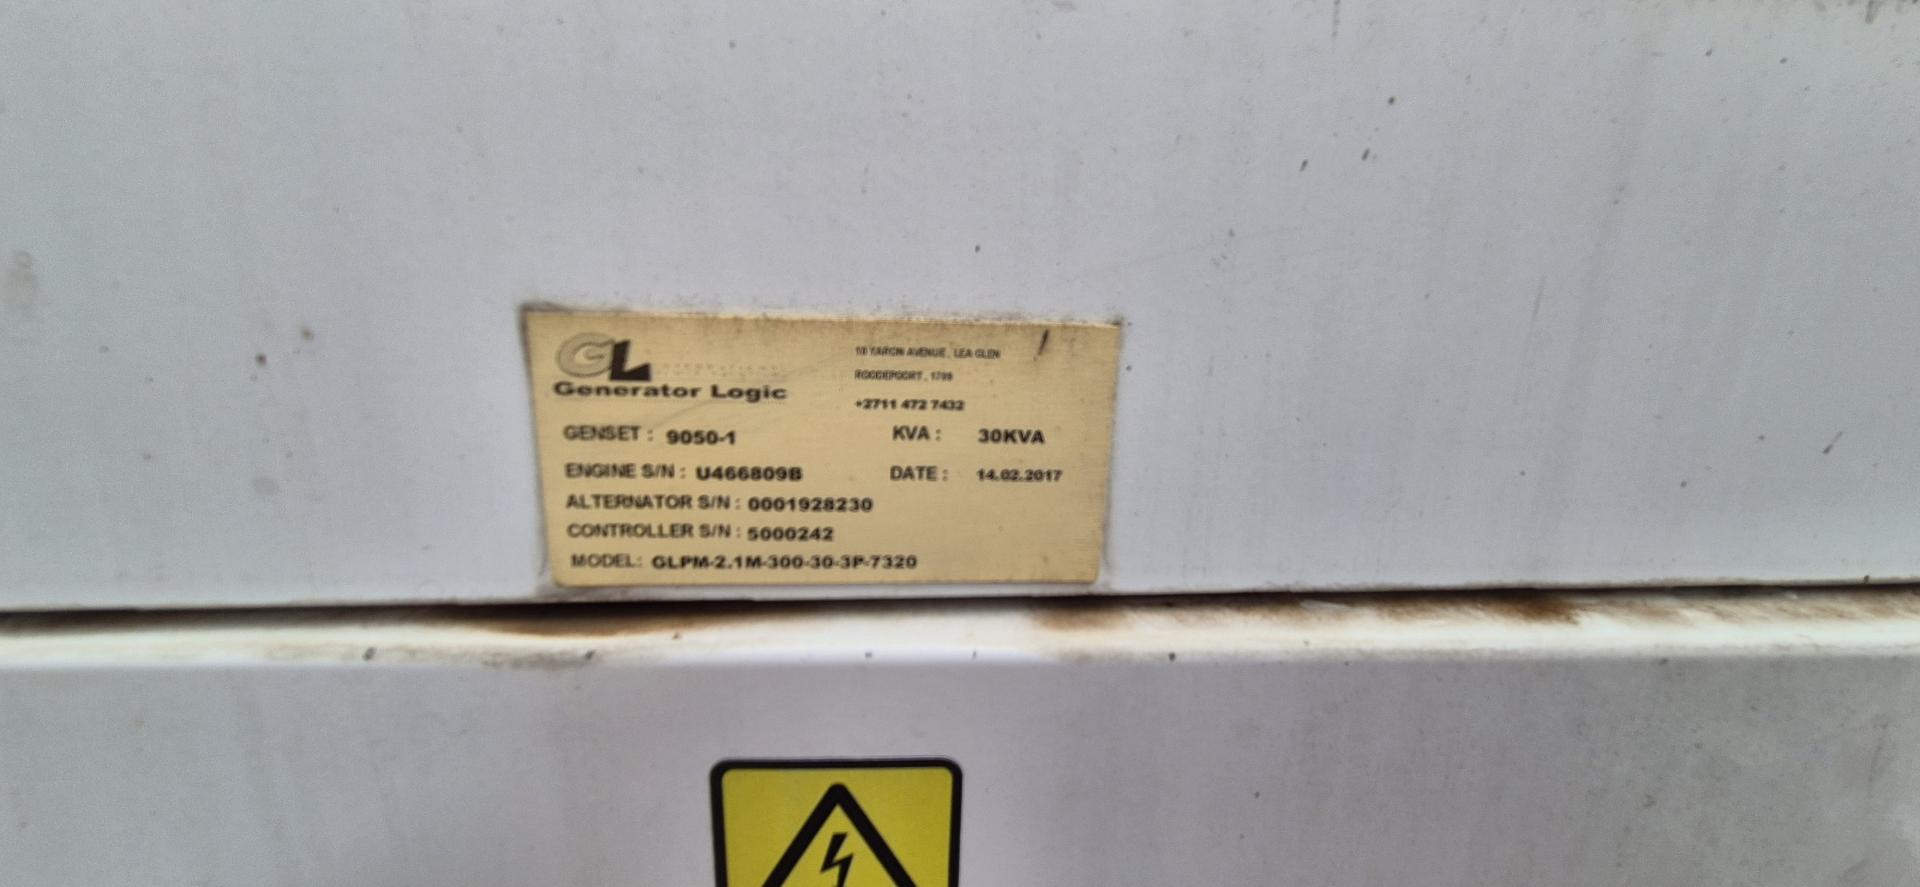 GL
Generator Logic
10 YARON AVENUE, LEA GLEN
ROODEPOORT, 1709
+2711 472 7432
GENSET : 9050-1 KVA : 30KVA
ENGINE S/N : U466809B DATE : 14.02.2017
ALTERNATOR S/N : 0001928230
CONTROLLER S/N : 5000242
MODEL: GLPM-2.1M-300-30-3P-7320